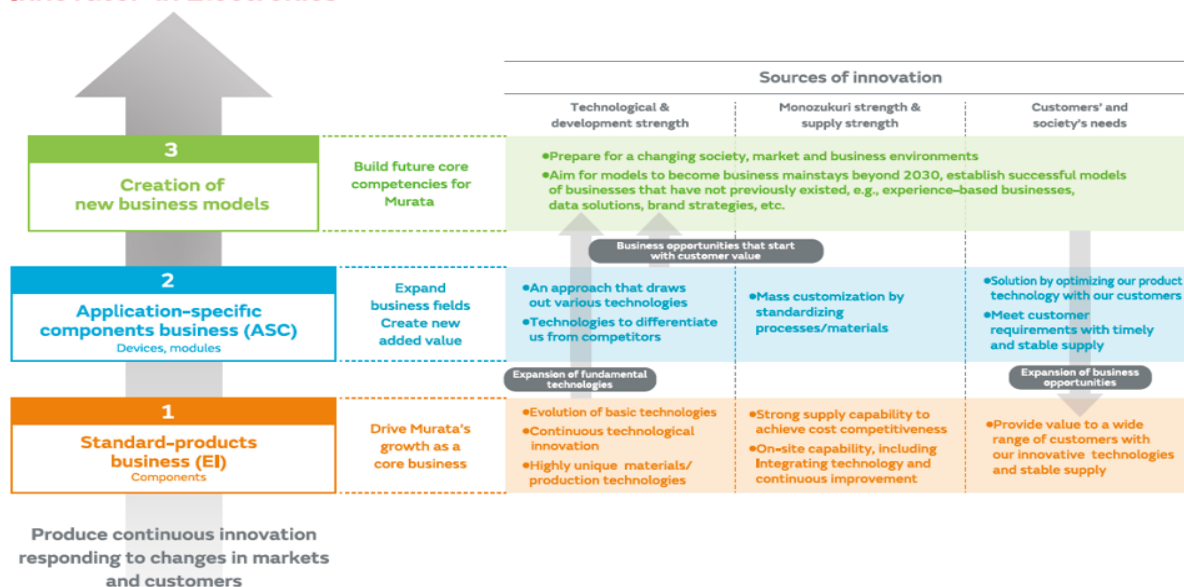 in Electronics
Sources of innovation
Technological &
development strength
Monozukuri strength &
supply strength
Customers' and
society's needs
3
Creation of
new business models
Build future core
competencies for
Murata
●Prepare for a changing society, market and business environments
●Aim for models to become business mainstays beyond 2030, establish successful models
of businesses that have not previously existed, e.g., experience-based businesses,
data solutions, brand strategies, etc.
Business opportunities that start
with customer value
2
Application-specific
components business (ASC)
Devices, modules
Expand
business fields
Create new
added value
●An approach that draws
out various technologies
●Technologies to differentiate
us from competitors
●Mass customization by
standardizing
processes/materials
●Solution by optimizing our product
technology with our customers
●Meet customer
requirements with timely
and stable supply
Expansion of fundamental
technologies
Expansion of business
opportunities
1
Standard-products
business (EI)
Components
Drive Murata's
growth as a
core business
●Evolution of basic technologies
●Continuous technological
innovation
●Highly unique materials/
production technologies
●Strong supply capability to
achieve cost competitiveness
●On-site capability, including
Integrating technology and
continuous improvement
●Provide value to a wide
range of customers with
our innovative technologies
and stable supply
Produce continuous innovation
responding to changes in markets
and customers